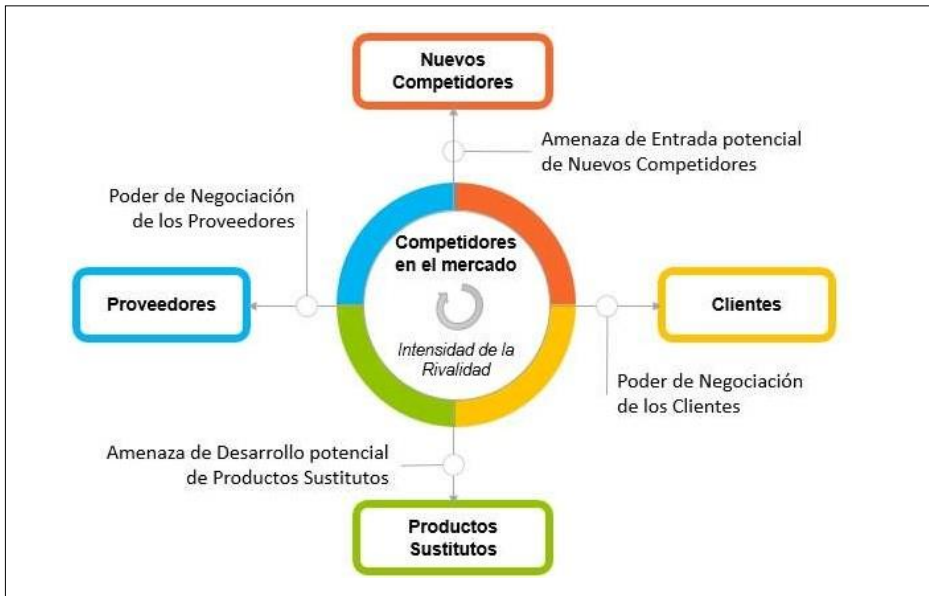 Nuevos
Competidores
Amenaza de Entrada potencial
de Nuevos Competidores
Poder de Negociación
de los Proveedores
Competidores
en el mercado
Proveedores
Clientes
Intensidad de la
Rivalidad
Poder de Negociación
de los Clientes
Amenaza de Desarrollo potencial
de Productos Sustitutos
Productos
Sustitutos